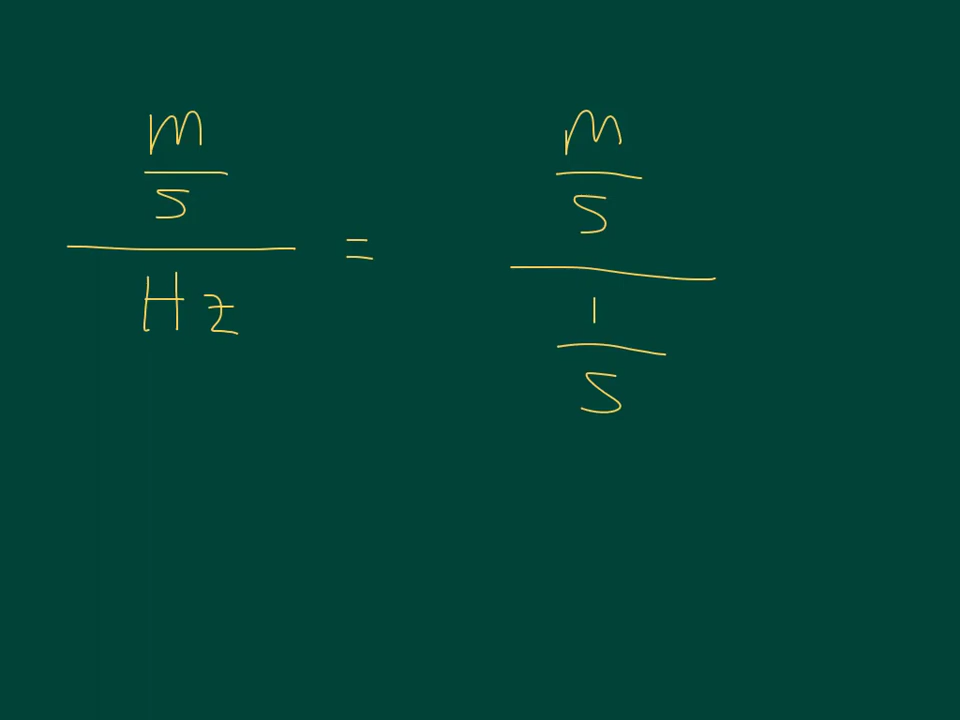 m/s / Hz = m/s / 1/s